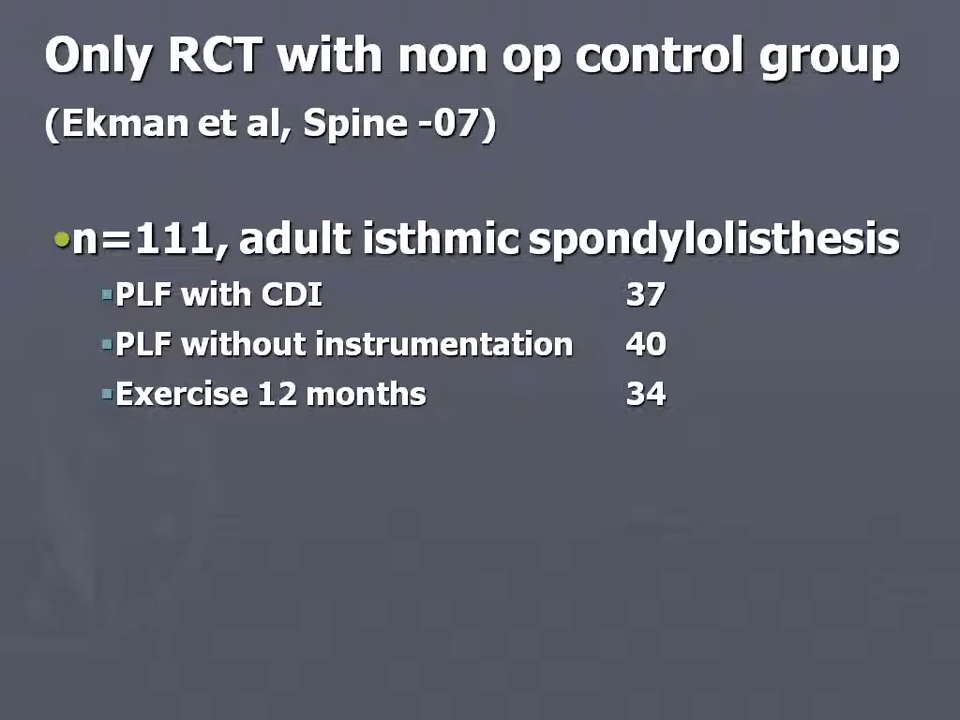 Only RCT with non op control group
(Ekman et al, Spine -07)
•n=111, adult isthmic spondylolisthesis
▪PLF with CDI 37
▪PLF without instrumentation 40
▪Exercise 12 months 34